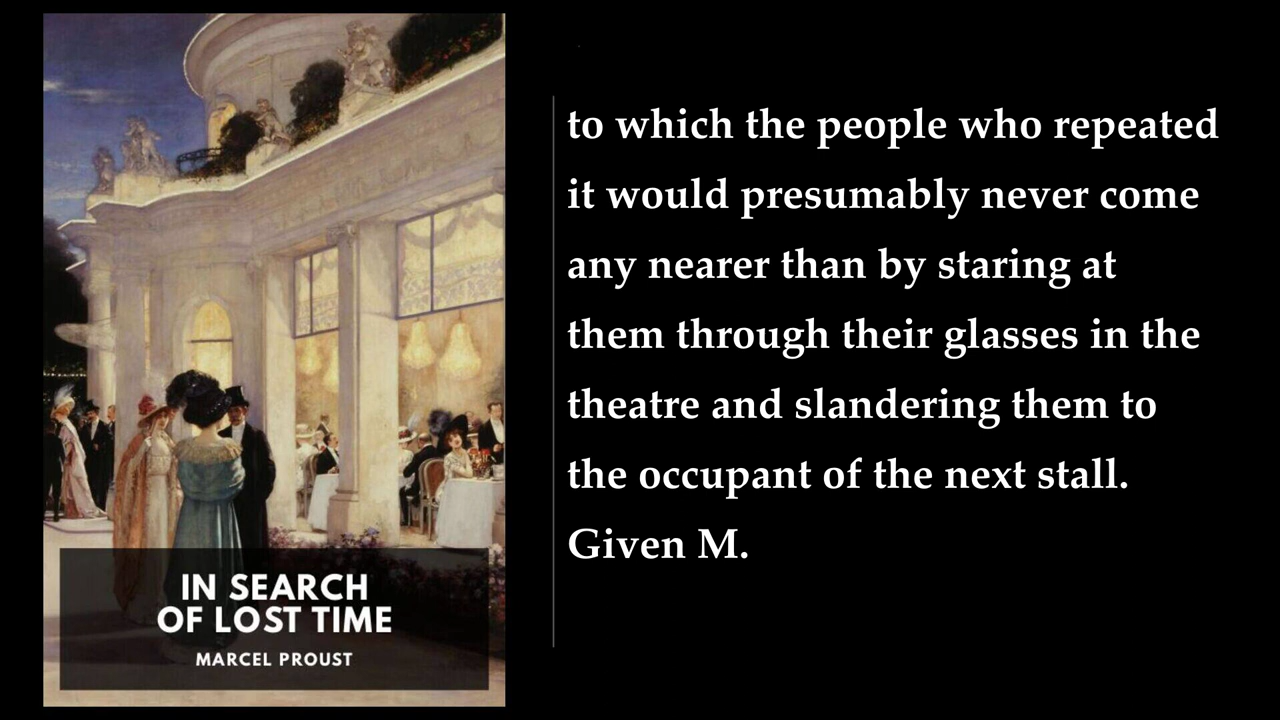 IN SEARCH
OF LOST TIME
MARCEL PROUST
to which the people who repeated
it would presumably never come
any nearer than by staring at
them through their glasses in the
theatre and slandering them to
the occupant of the next stall.
Given M.